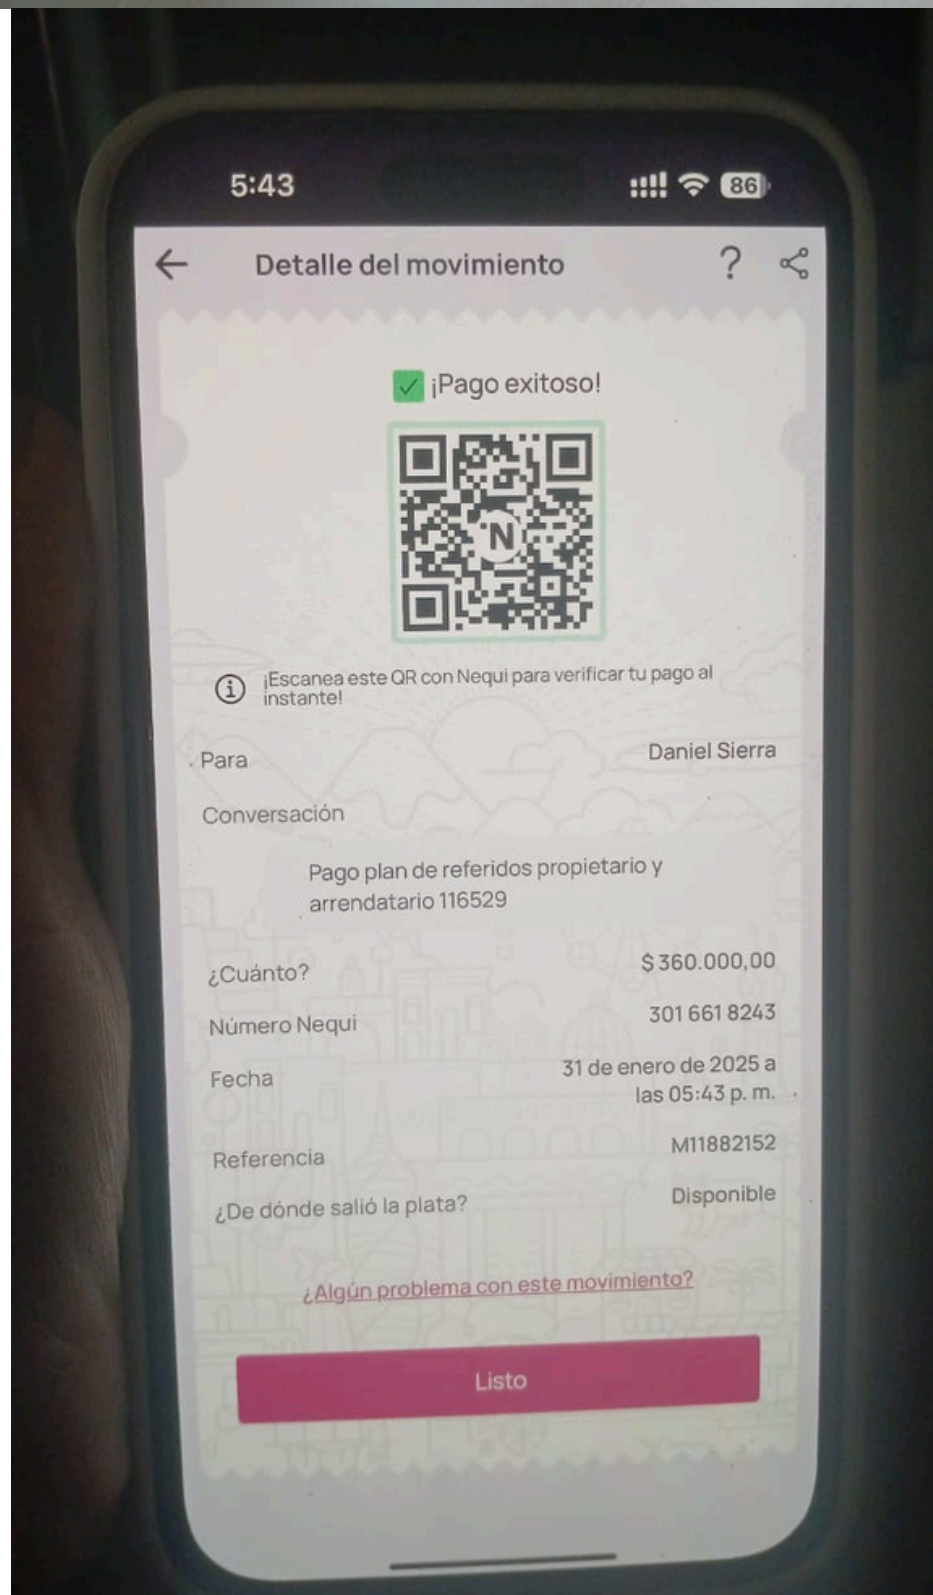 5:43
86
Detalle del movimiento
?
¡Pago exitoso!
N
¡Escanea este QR con Nequi para verificar tu pago al
instante!
Para
Daniel Sierra
Conversación
Pago plan de referidos propietario y
arrendatario 116529
¿Cuánto?
$ 360.000,00
Número Nequi
301 661 8243
Fecha
31 de enero de 2025 a
las 05:43 p. m.
Referencia
M11882152
¿De dónde salió la plata?
Disponible
¿Algún problema con este movimiento?
Listo